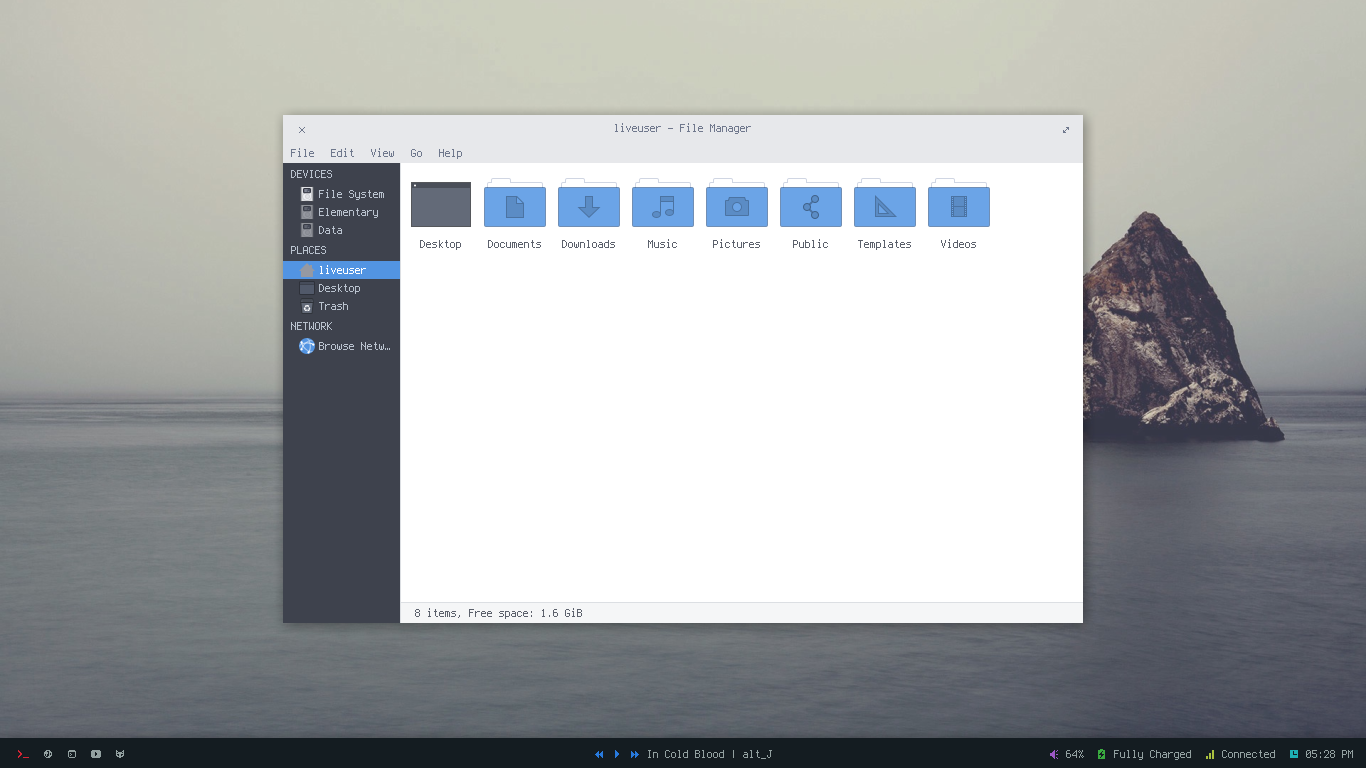 liveuser - File Manager
File Edit View Go Help
DEVICES
File System
Elementary
Data
PLACES
liveuser
Desktop
Trash
NETWORK
Browse Netw…
Desktop Documents Downloads Music Pictures Public Templates Videos
8 items, Free space: 1.6 GiB
In Cold Blood | alt_J
64% Fully Charged Connected 05:28 PM